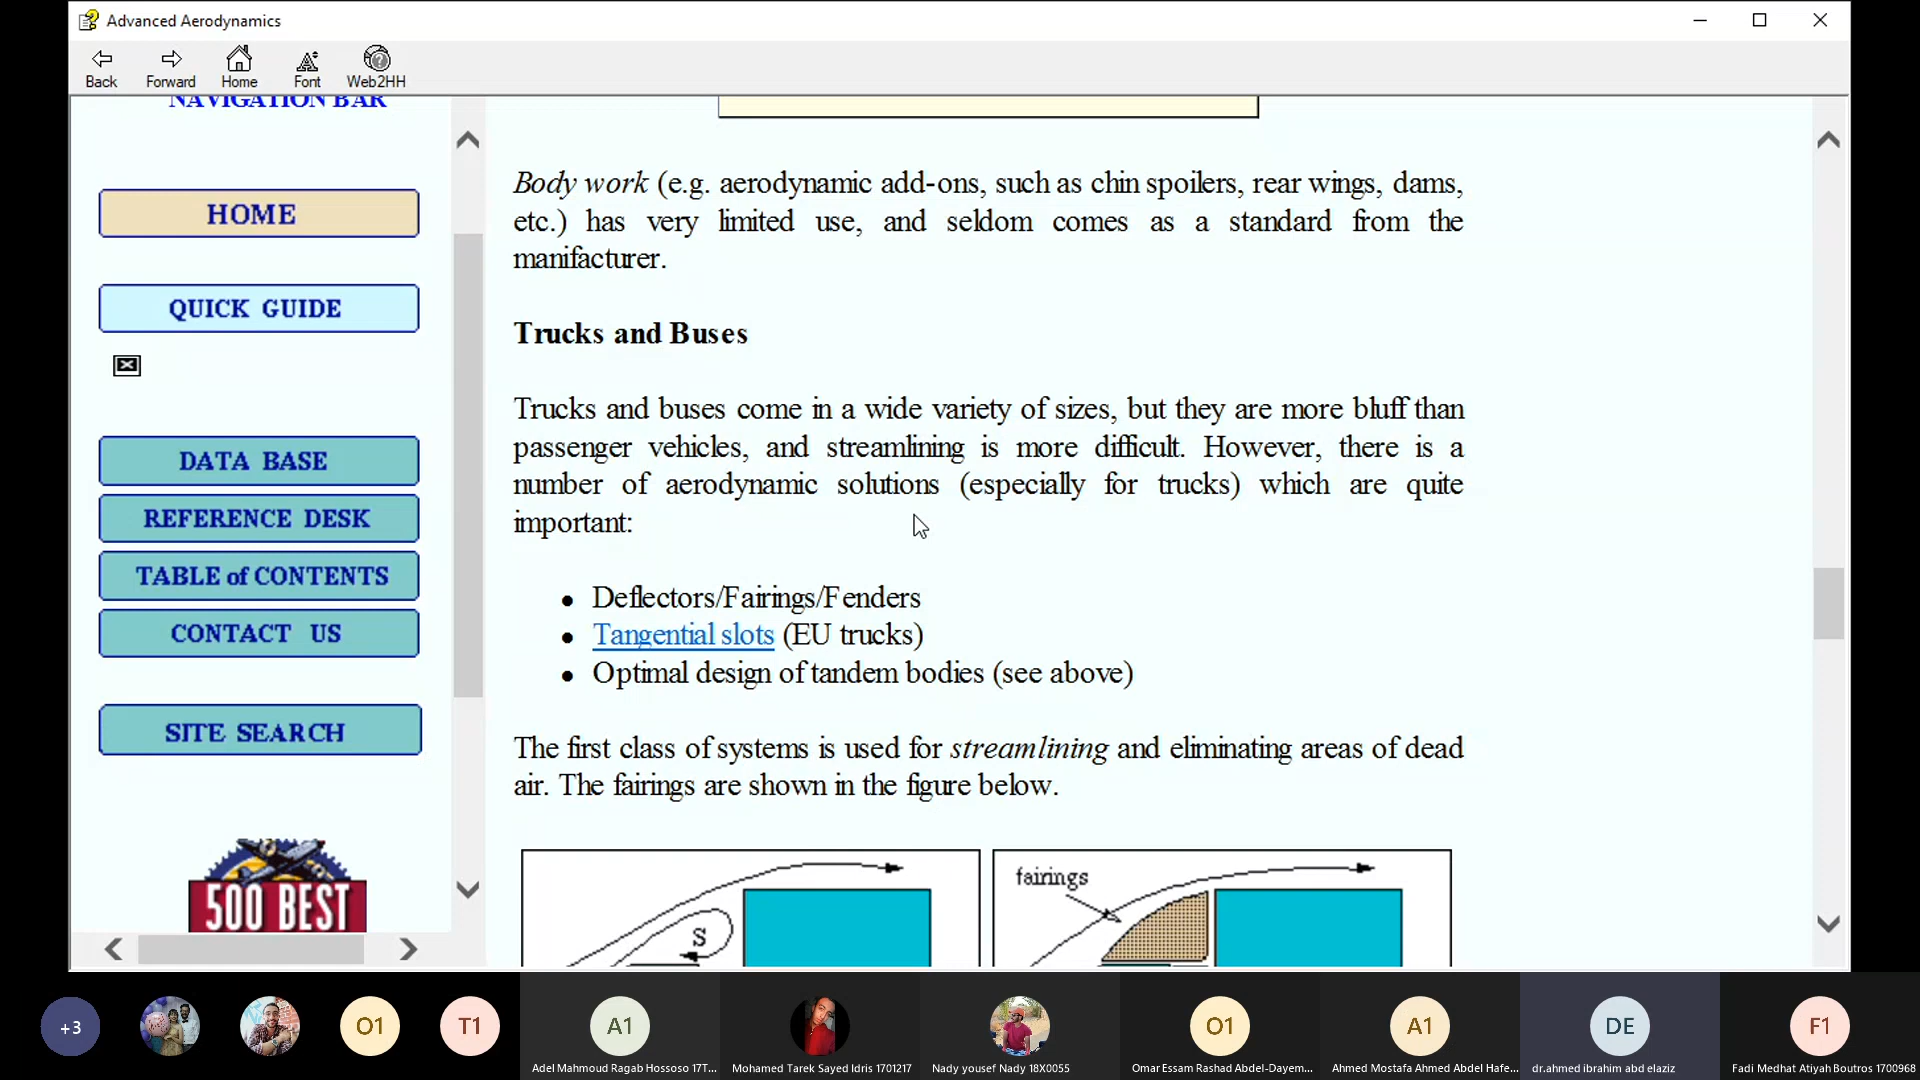 Advanced Aerodynamics
Back
Forward
Home
Font
Web2HH
NAVIGATION BAR
HOME
QUICK GUIDE
DATA BASE
REFERENCE DESK
TABLE of CONTENTS
CONTACT US
SITE SEARCH
500 BEST
Body work (e.g. aerodynamic add-ons, such as chin spoilers, rear wings, dams,
etc.) has very limited use, and seldom comes as a standard from the
manifacturer.
Trucks and Buses
Trucks and buses come in a wide variety of sizes, but they are more bluff than
passenger vehicles, and streamlining is more difficult. However, there is a
number of aerodynamic solutions (especially for trucks) which are quite
important:
• Deflectors/Fairings/Fenders
• Tangential slots (EU trucks)
• Optimal design of tandem bodies (see above)
The first class of systems is used for streamlining and eliminating areas of dead
air. The fairings are shown in the figure below.
S
fairings
+3
O1
T1
A1
O1
A1
DE
F1
Adel Mahmoud Ragab Hossoso 17T...
Mohamed Tarek Sayed Idris 1701217
Nady yousef Nady 18X0055
Omar Essam Rashad Abdel-Dayem...
Ahmed Mostafa Ahmed Abdel Hafe...
dr.ahmed ibrahim abd elaziz
Fadi Medhat Atiyah Boutros 1700968